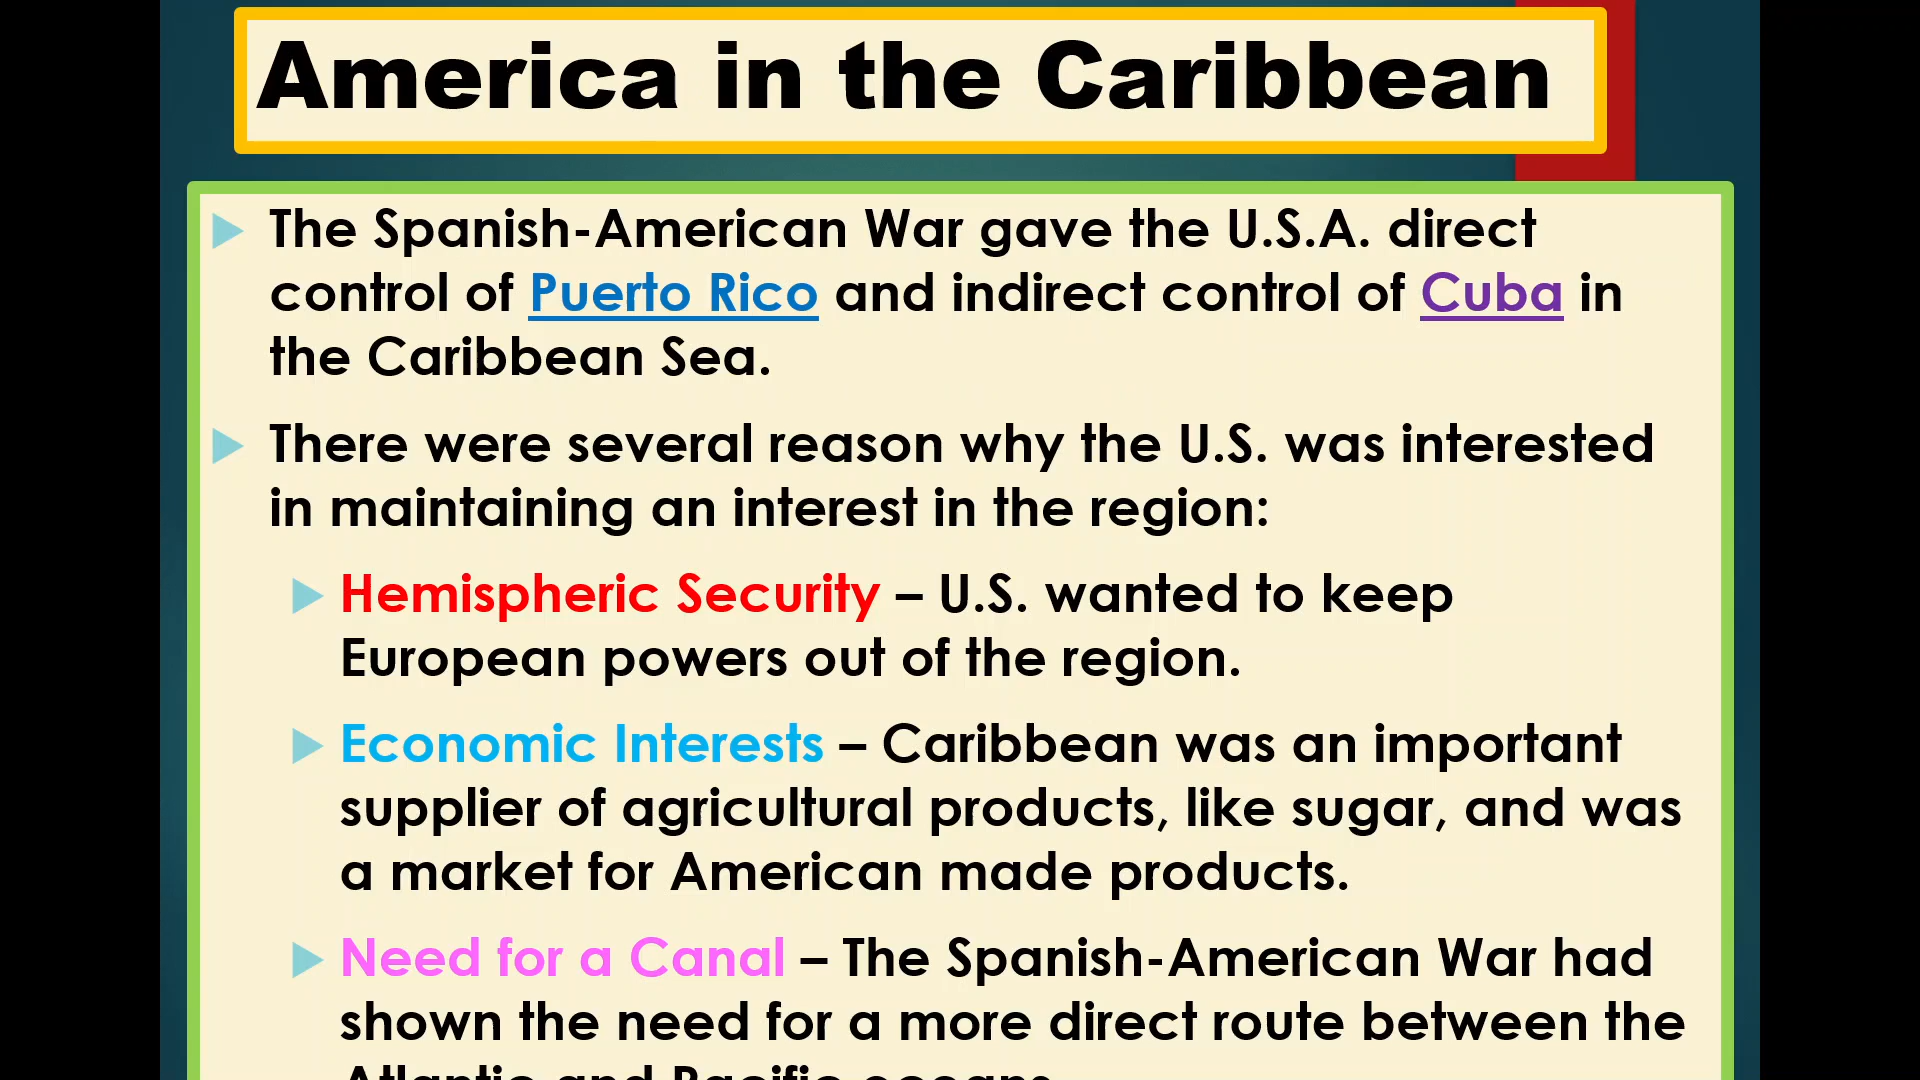 America in the Caribbean
The Spanish-American War gave the U.S.A. direct
control of Puerto Rico and indirect control of Cuba in
the Caribbean Sea.
There were several reason why the U.S. was interested
in maintaining an interest in the region:
Hemispheric Security – U.S. wanted to keep
European powers out of the region.
Economic Interests – Caribbean was an important
supplier of agricultural products, like sugar, and was
a market for American made products.
Need for a Canal – The Spanish-American War had
shown the need for a more direct route between the
Atlantic and Pacific oceans